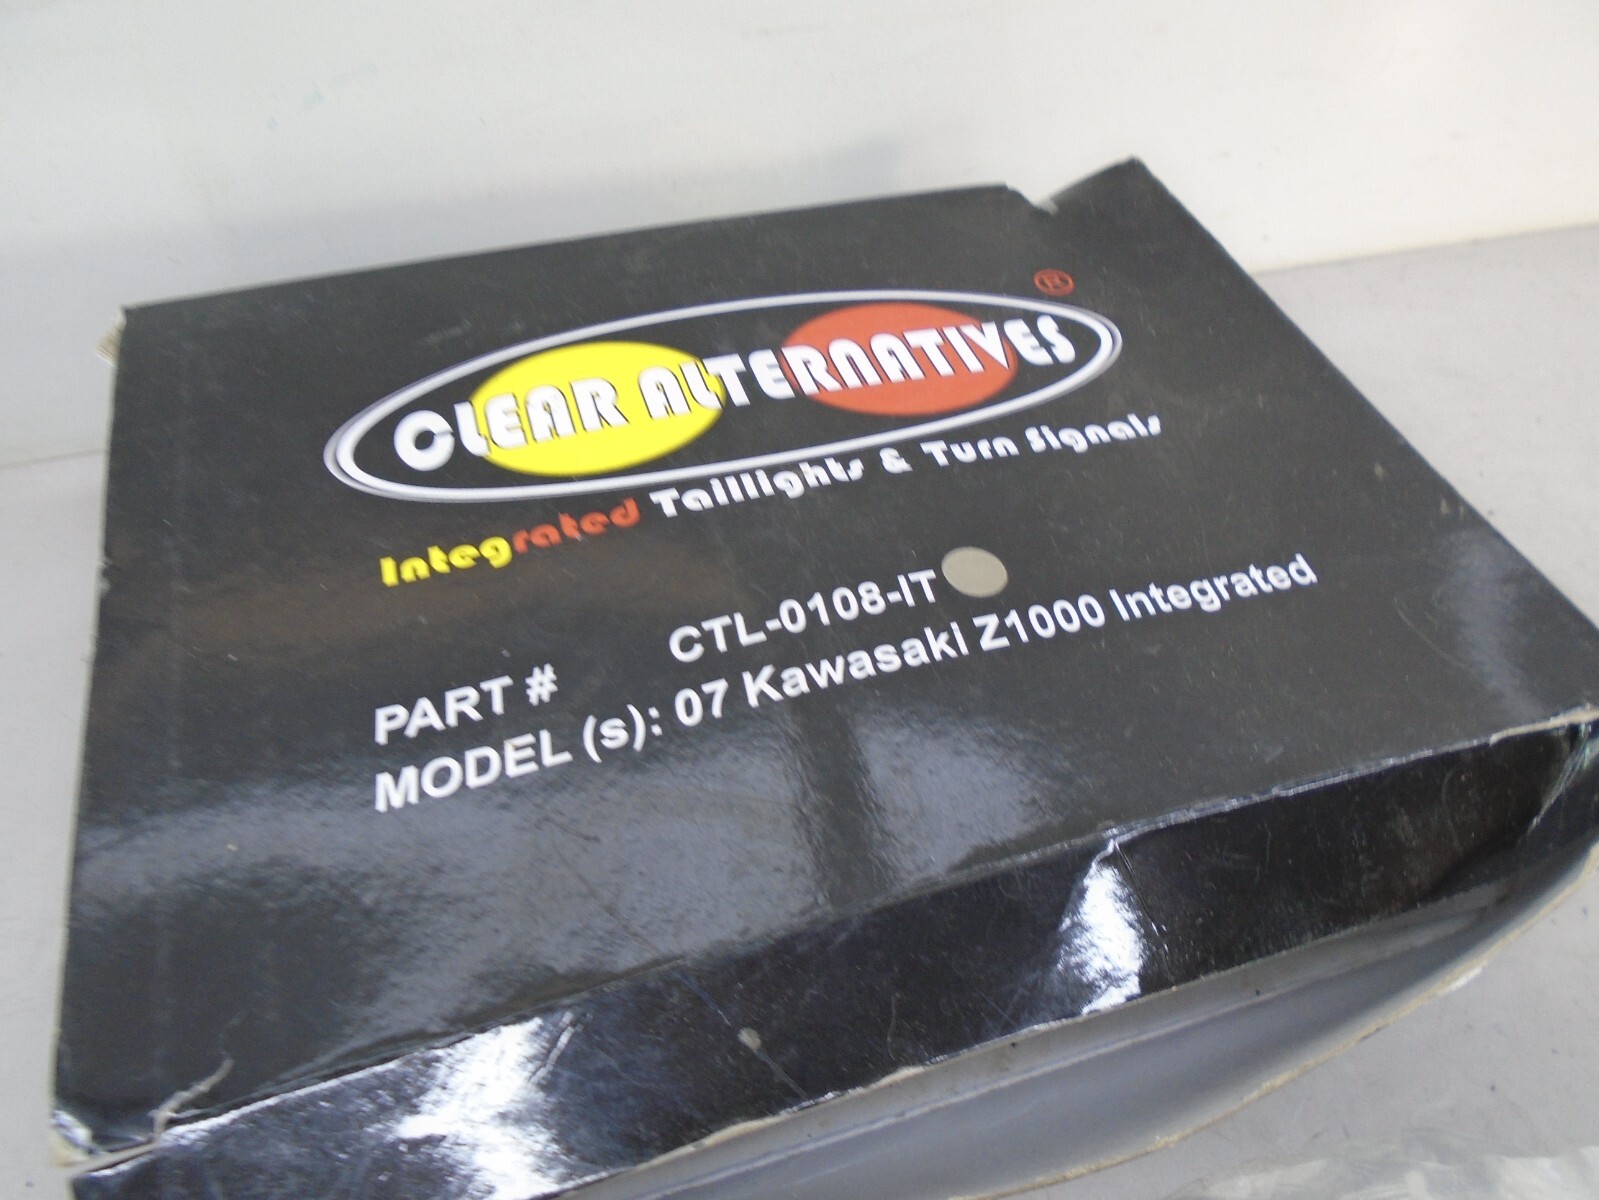 CLEAR ALTERNATIVES ®
Integrated Taillights & Turn Signals
PART # CTL-0108-IT
MODEL (s): 07 Kawasaki Z1000 Integrated